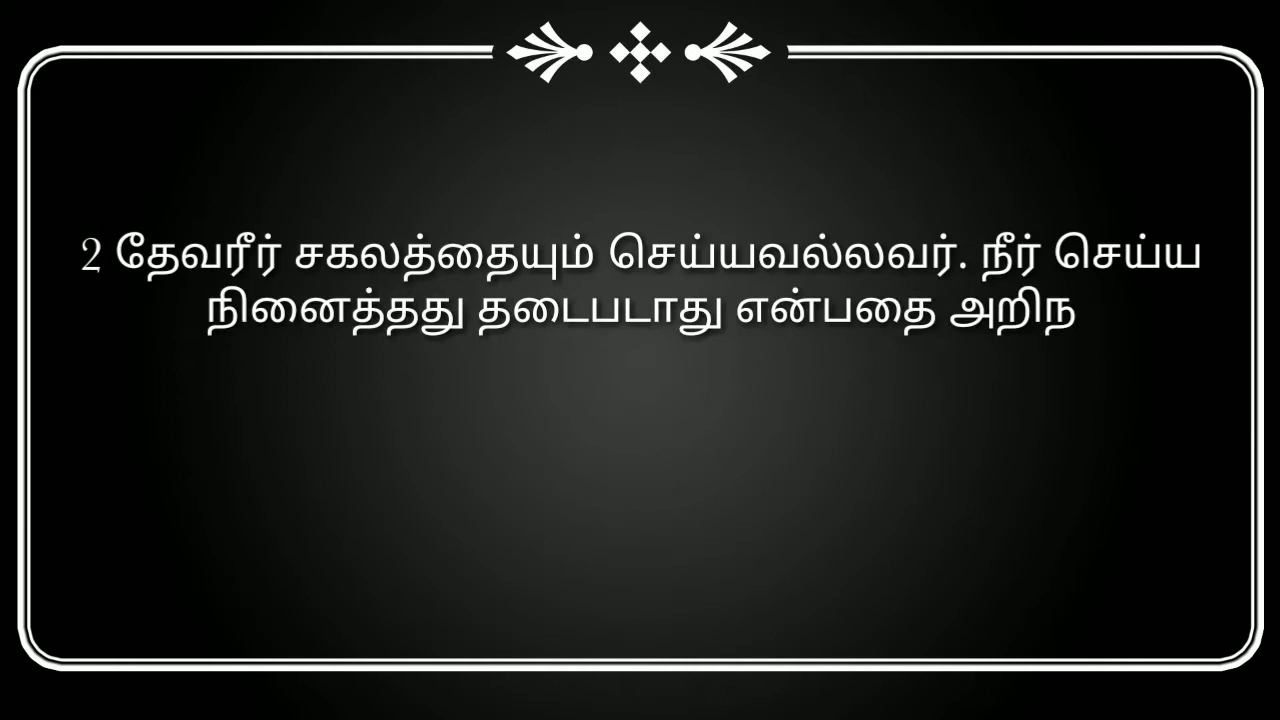 2 தேவரீர் சகலத்தையும் செய்யவல்லவர். நீர் செய்ய
நினைத்தது தடைபடாது என்பதை அறிந